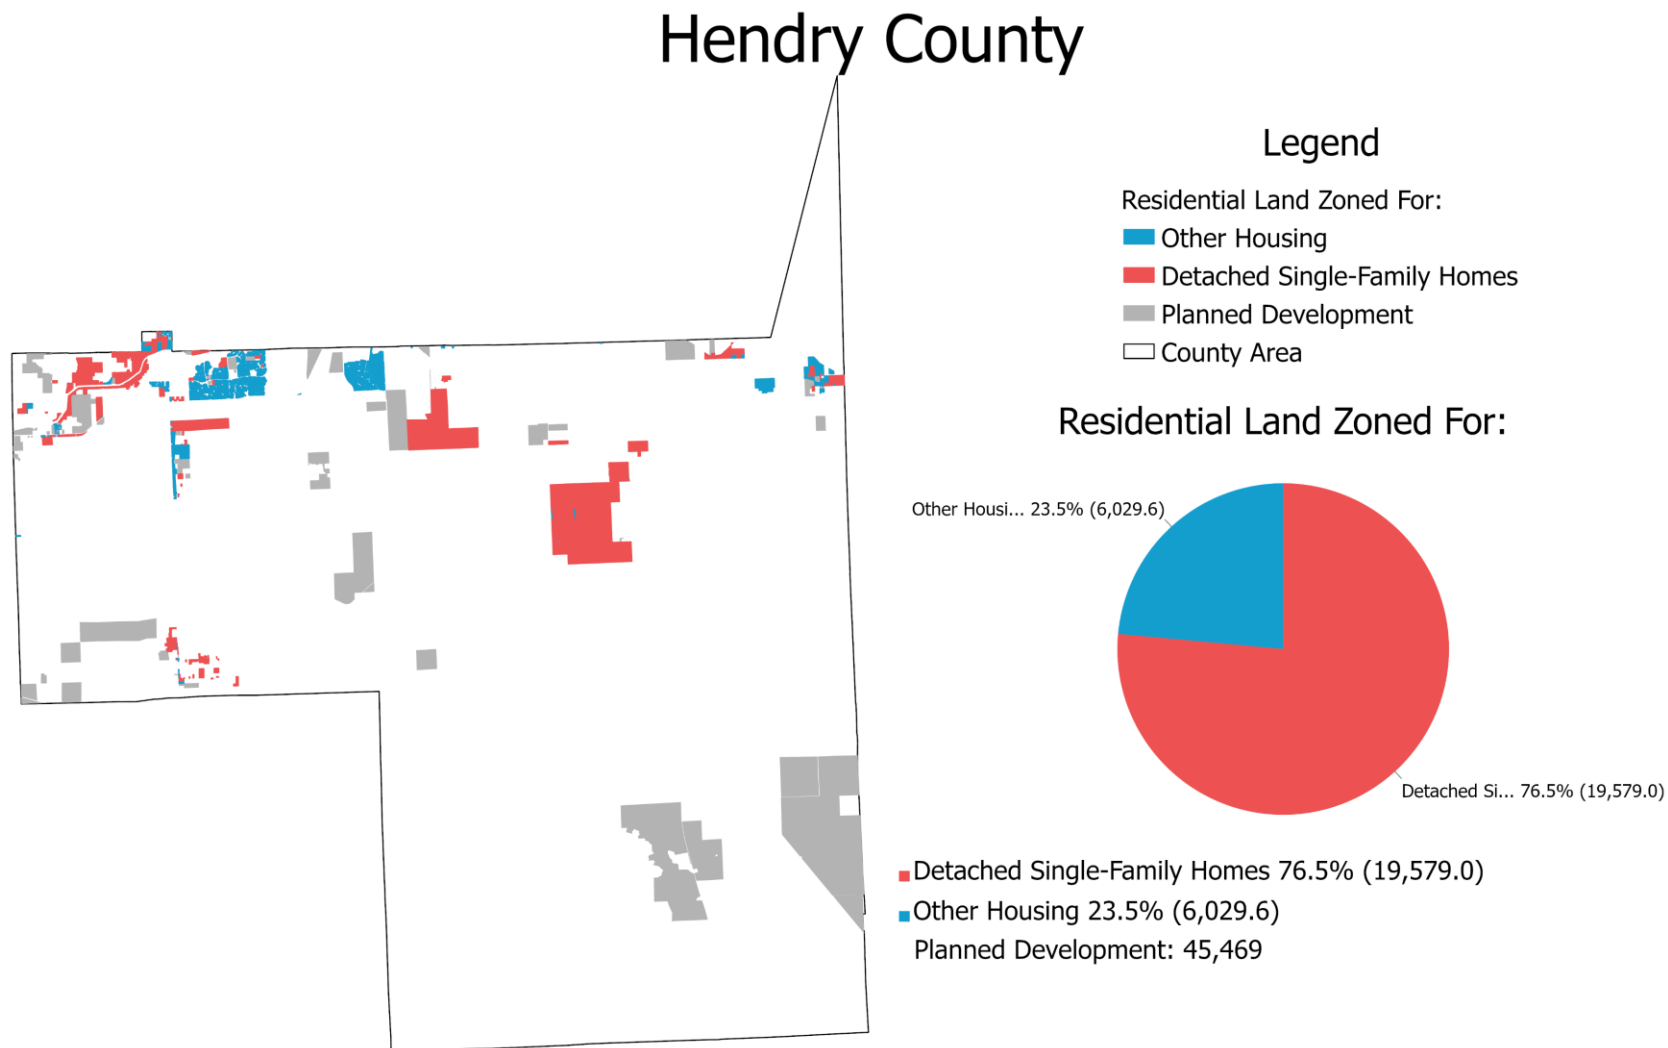 Hendry County
Legend
Residential Land Zoned For:
Other Housing
Detached Single-Family Homes
Planned Development
County Area
Residential Land Zoned For:
Other Housi... 23.5% (6,029.6)
Detached Si... 76.5% (19,579.0)
Detached Single-Family Homes 76.5% (19,579.0)
Other Housing 23.5% (6,029.6)
Planned Development: 45,469